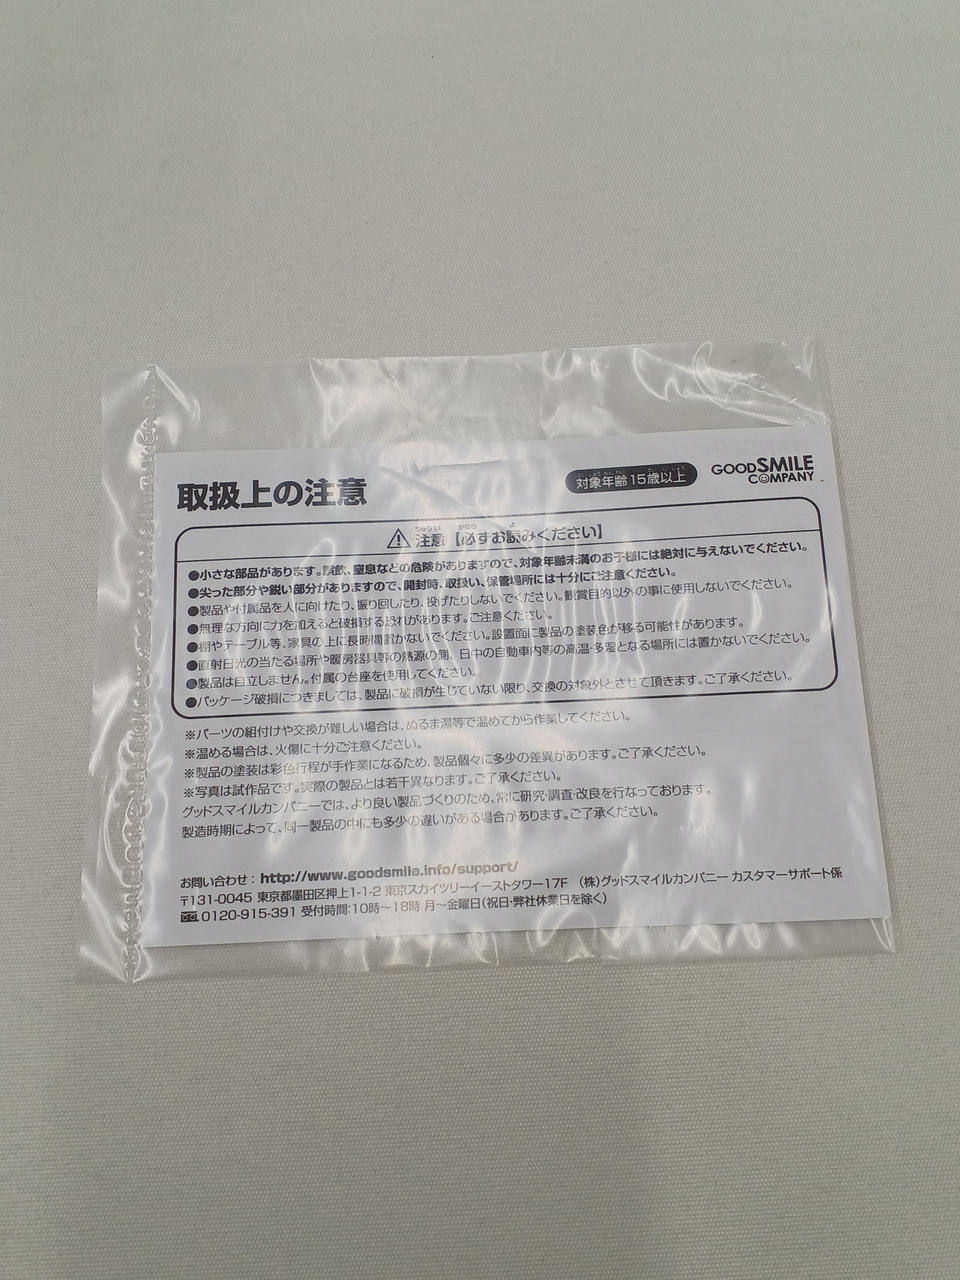 取扱上の注意
対象年齢15歳以上
GOODSMILE
COMPANY
注意【必ずお読みください】
●小さな部品があります。誤飲、窒息などの危険がありますので、対象年齢未満のお子様には絶対に与えないでください。
●尖った部分や鋭い部分がありますので、開封時、取扱い、保管場所には十分にご注意ください。
●製品や付属品を人に向けたり、振り回したり、投げたりしないでください。観賞目的以外の事に使用しないでください。
●無理な方向に力を加えると破損する恐れがあります。ご注意ください。
●棚やテーブル等、家具の上に長時間置かないでください。設置面に製品の塗装色が移る可能性があります。
●直射日光の当たる場所や暖房器具等の熱源の側、日中の自動車内等の高温・多湿となる場所には置かないでください。
●製品は自立しません。付属の台座を使用してください。
●パッケージ破損につきましては、製品に破損が生じていない限り、交換の対象外とさせて頂きます。ご了承ください。
※パーツの組付けや交換が難しい場合は、ぬるま湯等で温めてから作業してください。
※温める場合は、火傷に十分ご注意ください。
※製品の塗装は彩色行程が手作業になるため、製品個々に多少の差異があります。ご了承ください。
※写真は試作品です。実際の製品とは若干異なります。ご了承ください。
グッドスマイルカンパニーでは、より良い製品づくりのため、常に研究・調査・改良を行なっております。
製造時期によって、同一製品の中にも多少の違いがある場合があります。ご了承ください。
お問い合わせ：http://www.goodsmile.info/support/
〒131-0045 東京都墨田区押上1-1-2 東京スカイツリーイーストタワー17F （株）グッドスマイルカンパニー カスタマーサポート係
0120-915-391 受付時間：10時〜18時 月〜金曜日（祝日・弊社休業日を除く）